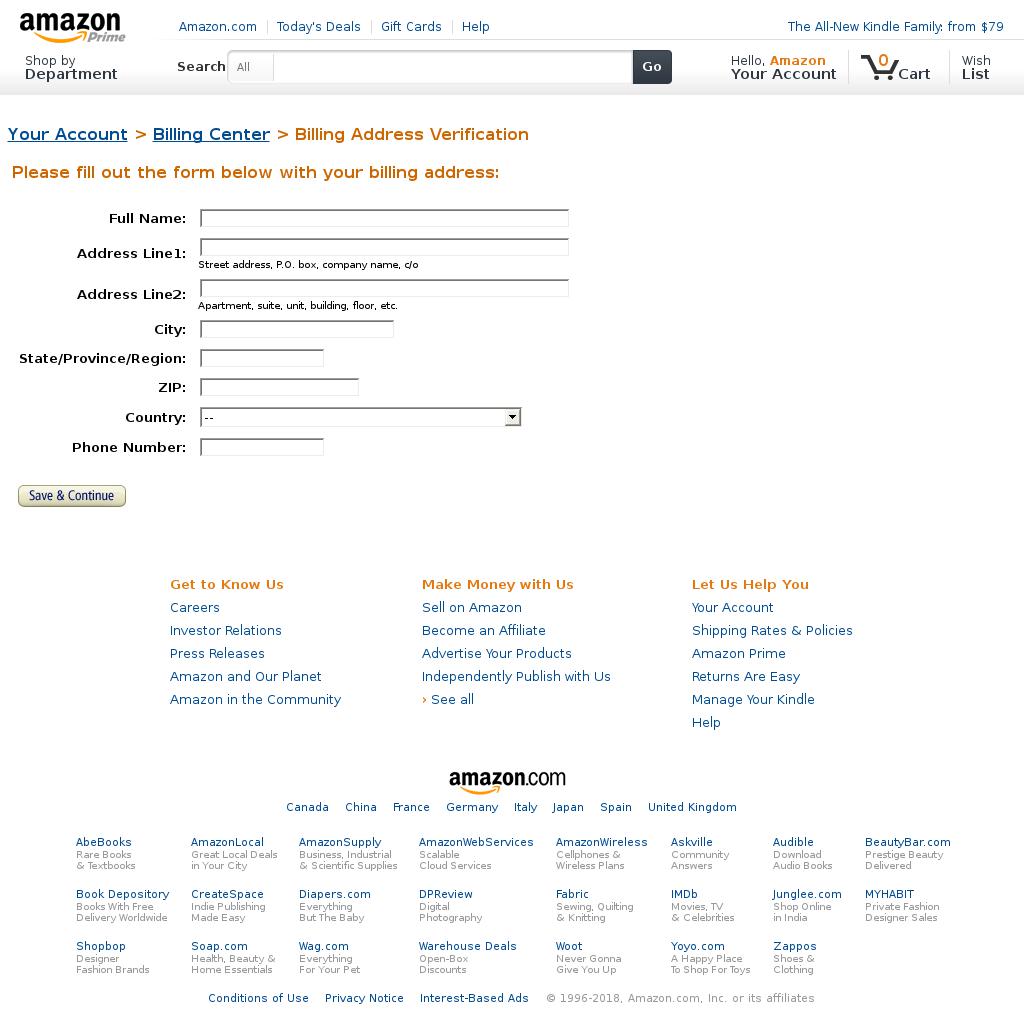 amazon Prime
Amazon.com Today's Deals Gift Cards Help The All-New Kindle Family: from $79
Shop by Department
Search All Go
Hello, Amazon
Your Account
0 Cart
Wish List
Your Account > Billing Center > Billing Address Verification
Please fill out the form below with your billing address:
Full Name:
Address Line1:
Street address, P.O. box, company name, c/o
Address Line2:
Apartment, suite, unit, building, floor, etc.
City:
State/Province/Region:
ZIP:
Country: --
Phone Number:
Save & Continue
Get to Know Us
Careers
Investor Relations
Press Releases
Amazon and Our Planet
Amazon in the Community
Make Money with Us
Sell on Amazon
Become an Affiliate
Advertise Your Products
Independently Publish with Us
› See all
Let Us Help You
Your Account
Shipping Rates & Policies
Amazon Prime
Returns Are Easy
Manage Your Kindle
Help
amazon.com
Canada China France Germany Italy Japan Spain United Kingdom
AbeBooks
Rare Books
& Textbooks
AmazonLocal
Great Local Deals
in Your City
AmazonSupply
Business, Industrial
& Scientific Supplies
AmazonWebServices
Scalable
Cloud Services
AmazonWireless
Cellphones &
Wireless Plans
Askville
Community
Answers
Audible
Download
Audio Books
BeautyBar.com
Prestige Beauty
Delivered
Book Depository
Books With Free
Delivery Worldwide
CreateSpace
Indie Publishing
Made Easy
Diapers.com
Everything
But The Baby
DPReview
Digital
Photography
Fabric
Sewing, Quilting
& Knitting
IMDb
Movies, TV
& Celebrities
Junglee.com
Shop Online
in India
MYHABIT
Private Fashion
Designer Sales
Shopbop
Designer
Fashion Brands
Soap.com
Health, Beauty &
Home Essentials
Wag.com
Everything
For Your Pet
Warehouse Deals
Open-Box
Discounts
Woot
Never Gonna
Give You Up
Yoyo.com
A Happy Place
To Shop For Toys
Zappos
Shoes &
Clothing
Conditions of Use Privacy Notice Interest-Based Ads © 1996-2018, Amazon.com, Inc. or its affiliates